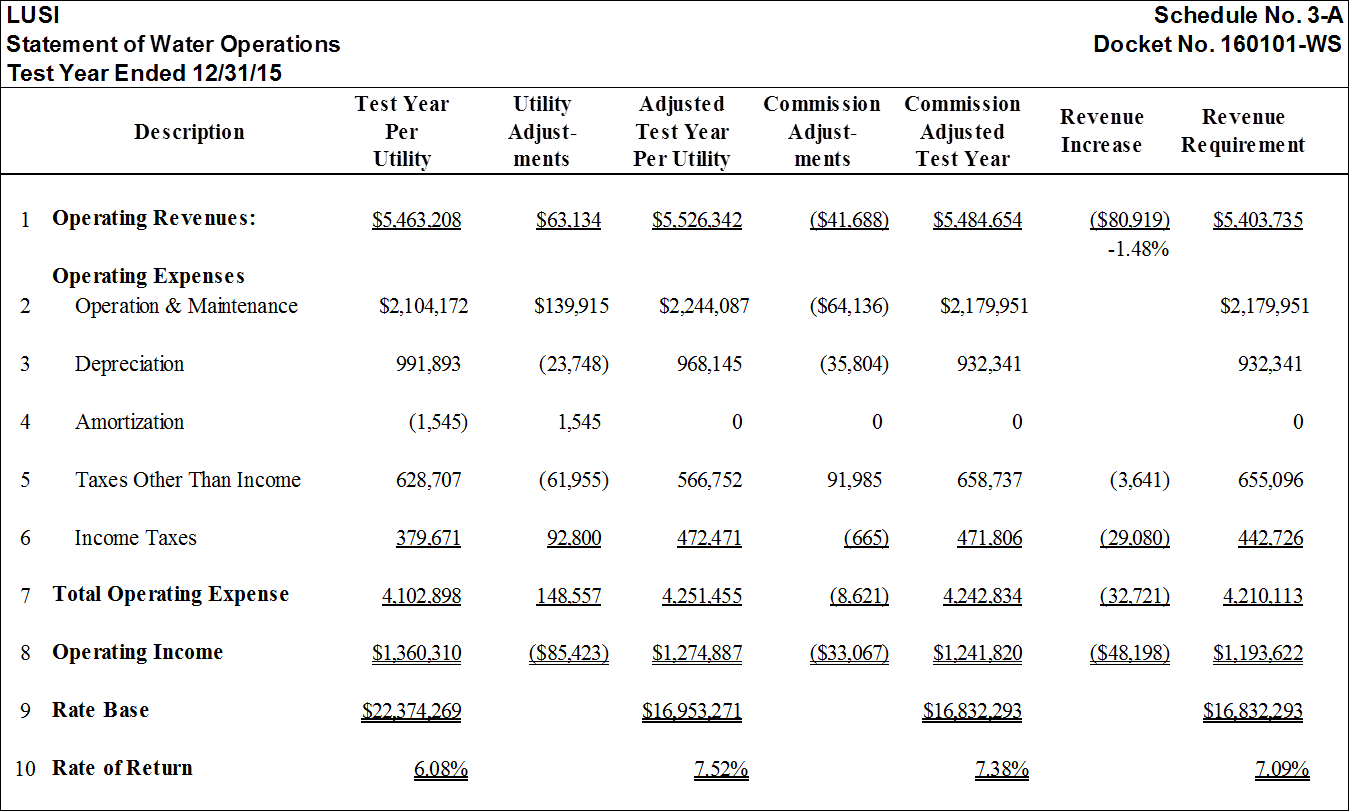 LUSI Schedule No. 3-A
Statement of Water Operations Docket No. 160101-WS
Test Year Ended 12/31/15
Test Year Utility Adjusted Commission Commission Revenue Revenue
Description Per Adjust- Test Year Adjust- Adjusted Increase Requirement
Utility ments Per Utility ments Test Year
1 Operating Revenues: $5,463,208 $63,134 $5,526,342 ($41,688) $5,484,654 ($80,919) $5,403,735
-1.48%
Operating Expenses
2 Operation & Maintenance $2,104,172 $139,915 $2,244,087 ($64,136) $2,179,951 $2,179,951
3 Depreciation 991,893 (23,748) 968,145 (35,804) 932,341 932,341
4 Amortization (1,545) 1,545 0 0 0 0
5 Taxes Other Than Income 628,707 (61,955) 566,752 91,985 658,737 (3,641) 655,096
6 Income Taxes 379,671 92,800 472,471 (665) 471,806 (29,080) 442,726
7 Total Operating Expense 4,102,898 148,557 4,251,455 (8,621) 4,242,834 (32,721) 4,210,113
8 Operating Income $1,360,310 ($85,423) $1,274,887 ($33,067) $1,241,820 ($48,198) $1,193,622
9 Rate Base $22,374,269 $16,953,271 $16,832,293 $16,832,293
10 Rate of Return 6.08% 7.52% 7.38% 7.09%